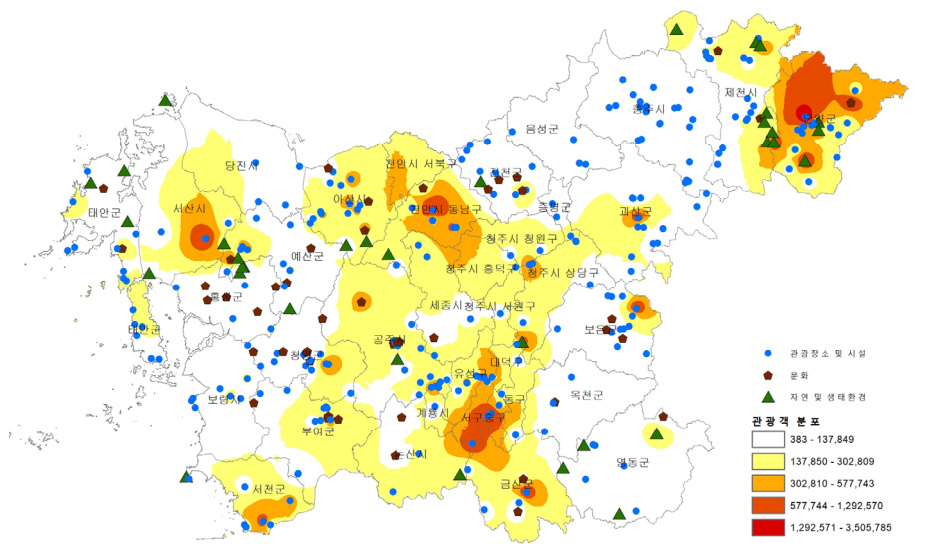 제천시
충주시
음성군
단양군
당진시
천안시 서북구
진천군
아산시
서산시
태안군
천안시 동남구
증평군
괴산군
청주시 청원구
예산군
청주시 흥덕구
청주시 상당구
홍성군
세종시
청주시 서원구
태안군
보은군
공주시
청양군
대덕구
유성구
옥천군
보령시
동구
계룡시
서구
중구
부여군
논산시
영동군
금산군
서천군
관광장소 및 시설
문화
자연 및 생태환경
관광객 분포
383 - 137,849
137,850 - 302,809
302,810 - 577,743
577,744 - 1,292,570
1,292,571 - 3,505,785